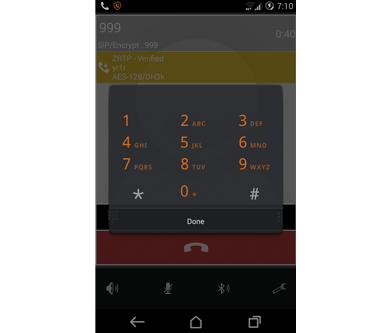 7:10
999
0:40
SIP/Encrypt : 999
ZRTP - Verified
yrti
AES-128/DH3k
1
2 ABC
3 DEF
4 GHI
5 JKL
6 MNO
7 PQRS
8 TUV
9 WXYZ
*
0 +
#
Done